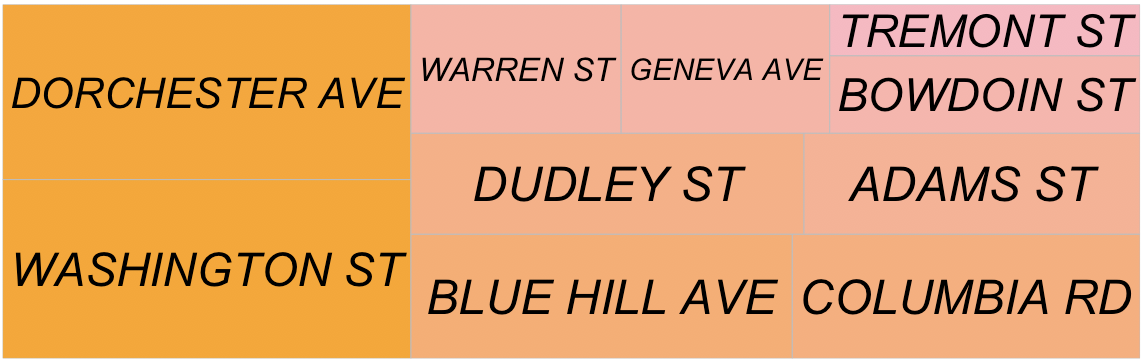 DORCHESTER AVE
WASHINGTON ST
WARREN ST
GENEVA AVE
TREMONT ST
BOWDOIN ST
DUDLEY ST
ADAMS ST
BLUE HILL AVE
COLUMBIA RD